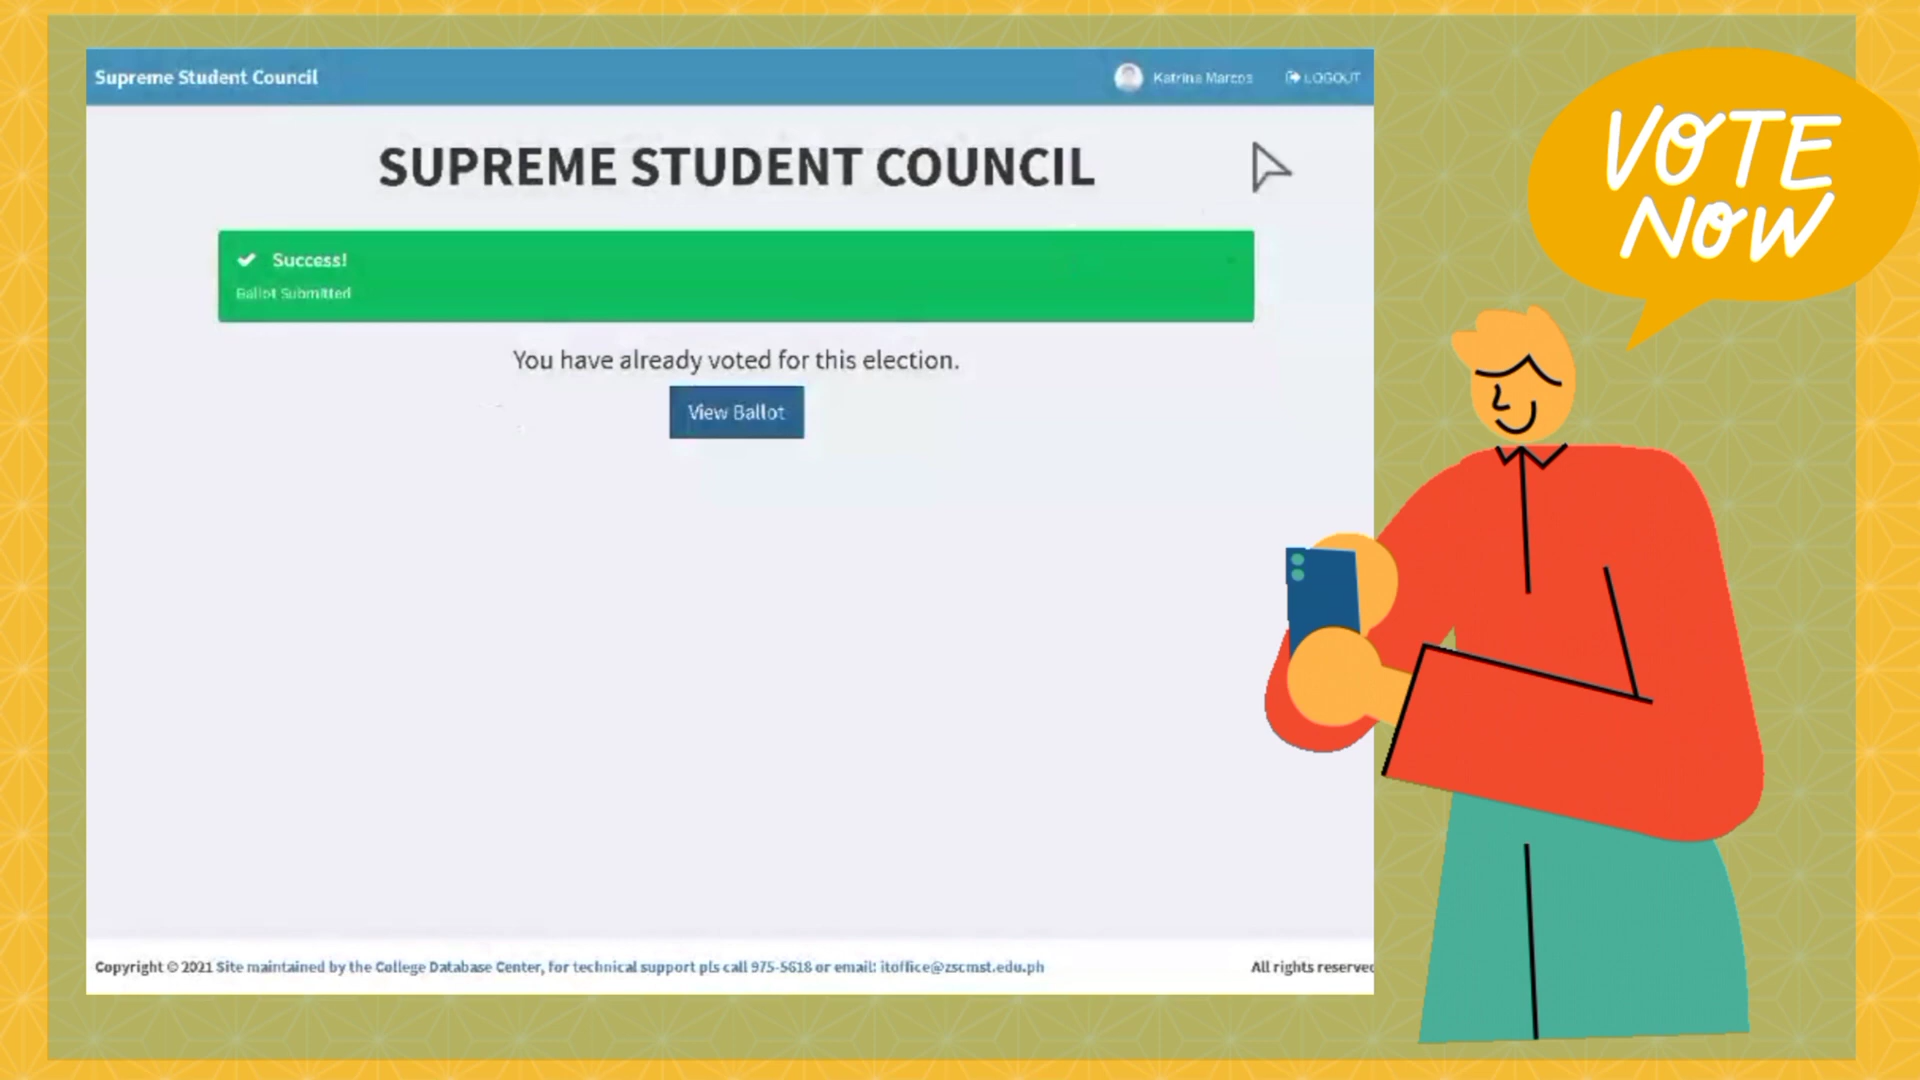 Supreme Student Council
Katrina Marcos
LOGOUT
SUPREME STUDENT COUNCIL
Success!
Ballot Submitted
You have already voted for this election.
View Ballot
Copyright © 2021 Site maintained by the College Database Center, for technical support pls call 975-5618 or email: itoffice@zscmst.edu.ph
All rights reserved
VOTE
NOW